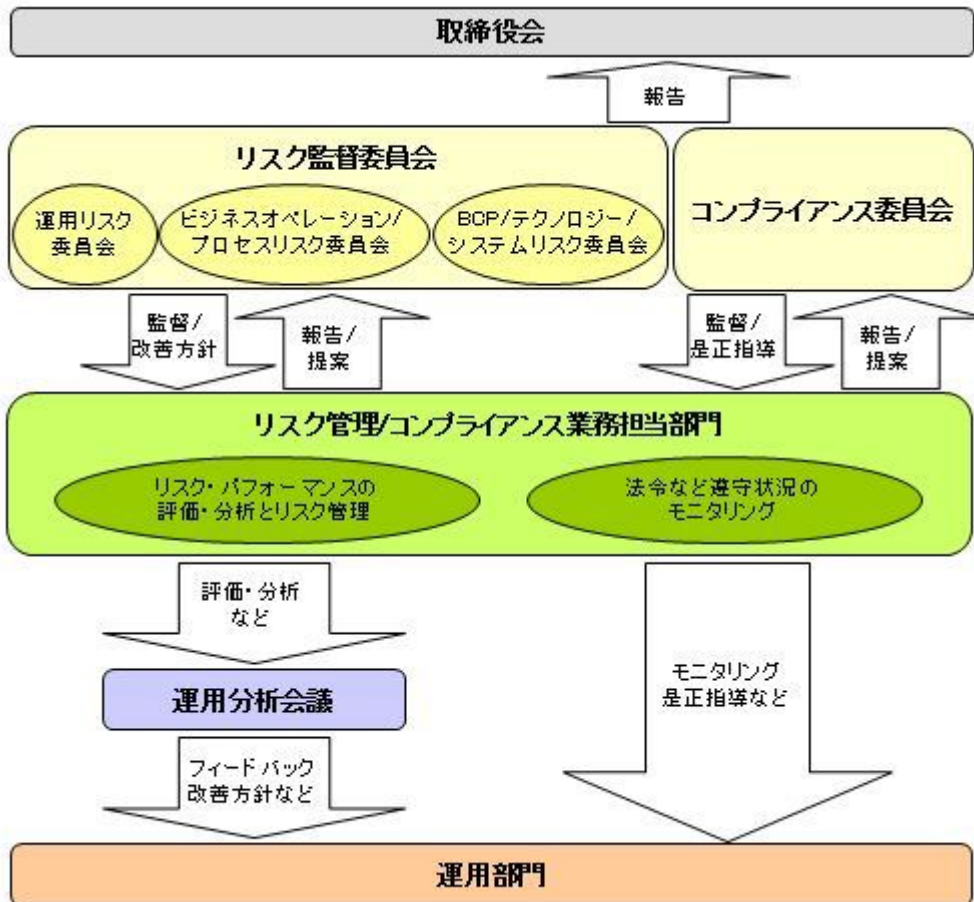 取締役会
報告
リスク監督委員会
運用リスク
委員会
ビジネスオペレーション/
プロセスリスク委員会
BCP/テクノロジー/
システムリスク委員会
コンプライアンス委員会
監督/
改善方針
報告/
提案
監督/
是正指導
報告/
提案
リスク管理/コンプライアンス業務担当部門
リスク・パフォーマンスの
評価・分析とリスク管理
法令など遵守状況の
モニタリング
評価・分析
など
運用分析会議
モニタリング
是正指導など
フィードバック
改善方針など
運用部門